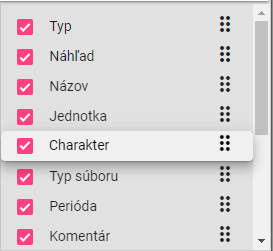 Typ
Náhľad
Názov
Jednotka
Charakter
Typ súboru
Perióda
Komentár